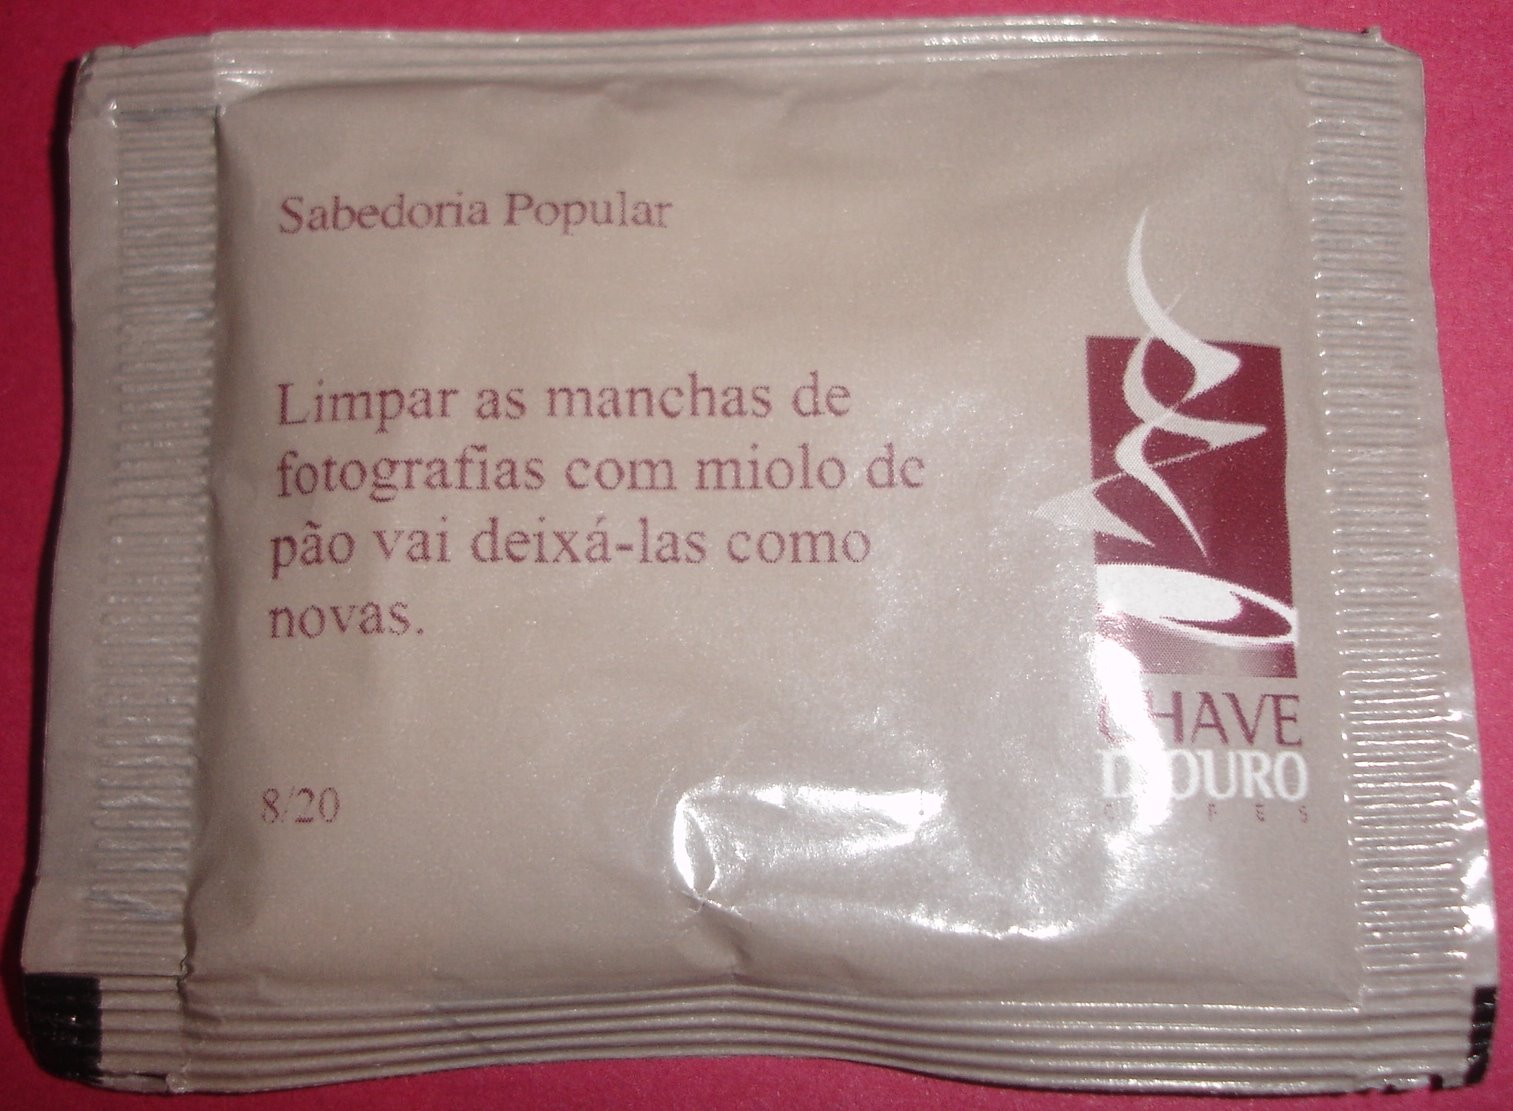 Sabedoria Popular
Limpar as manchas de
fotografias com miolo de
pão vai deixá-las como
novas.
8/20
CHAVE
D'OURO
CAFES